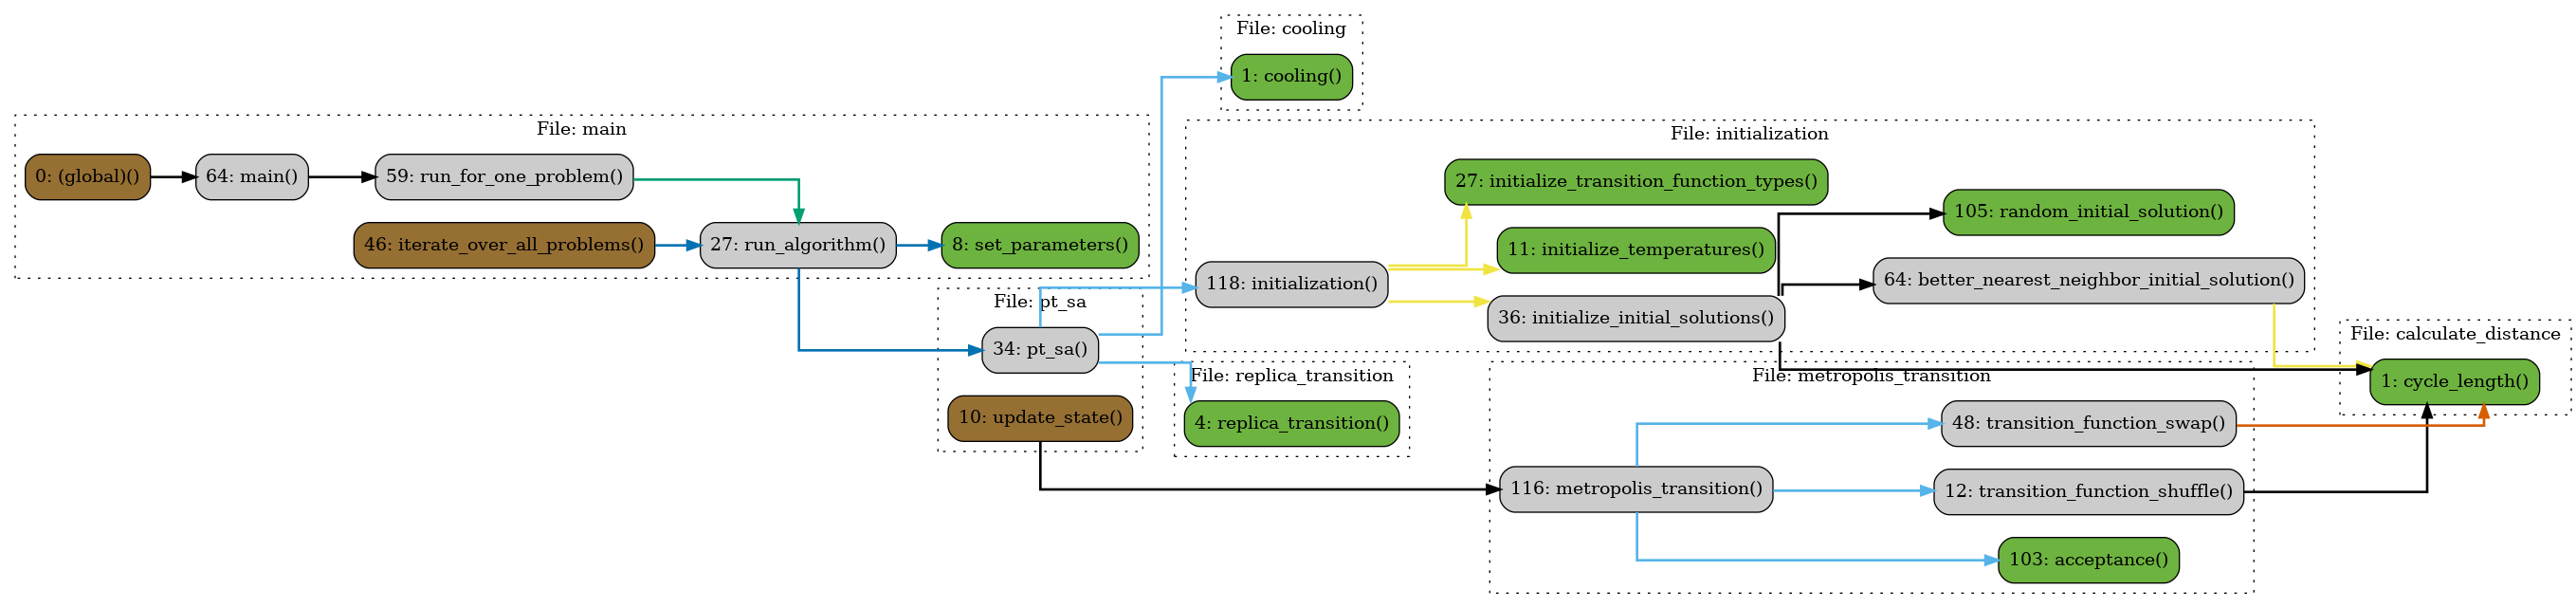 File: cooling
1: cooling()
File: main
0: (global)()
64: main()
59: run_for_one_problem()
46: iterate_over_all_problems()
27: run_algorithm()
8: set_parameters()
File: initialization
27: initialize_transition_function_types()
105: random_initial_solution()
11: initialize_temperatures()
118: initialization()
64: better_nearest_neighbor_initial_solution()
36: initialize_initial_solutions()
File: pt_sa
34: pt_sa()
10: update_state()
File: replica_transition
4: replica_transition()
File: metropolis_transition
48: transition_function_swap()
116: metropolis_transition()
12: transition_function_shuffle()
103: acceptance()
File: calculate_distance
1: cycle_length()